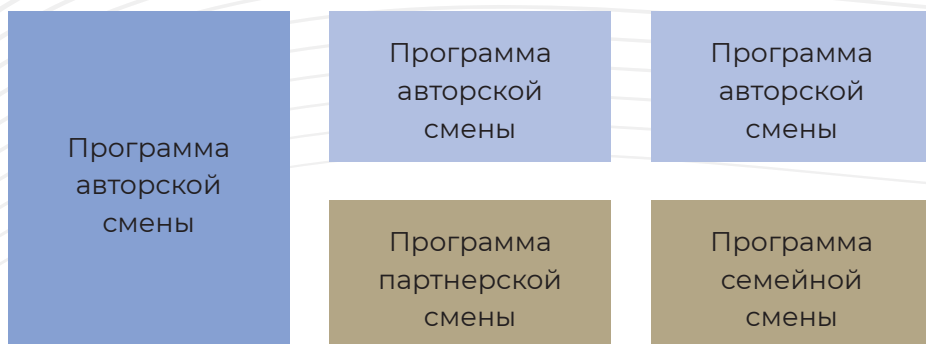 Программа
авторской
смены
Программа
авторской
смены
Программа
авторской
смены
Программа
партнерской
смены
Программа
семейной
смены